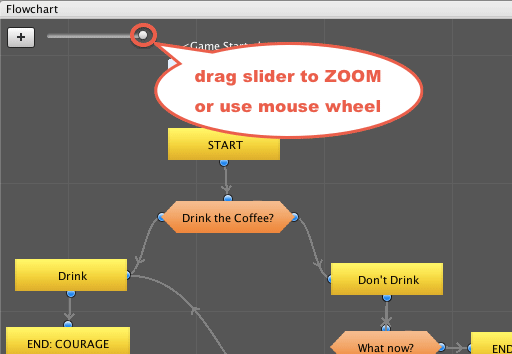 Flowchart
+
<Game Started
drag slider to ZOOM
or use mouse wheel
START
Drink the Coffee?
Drink
Don't Drink
END: COURAGE
What now?
END